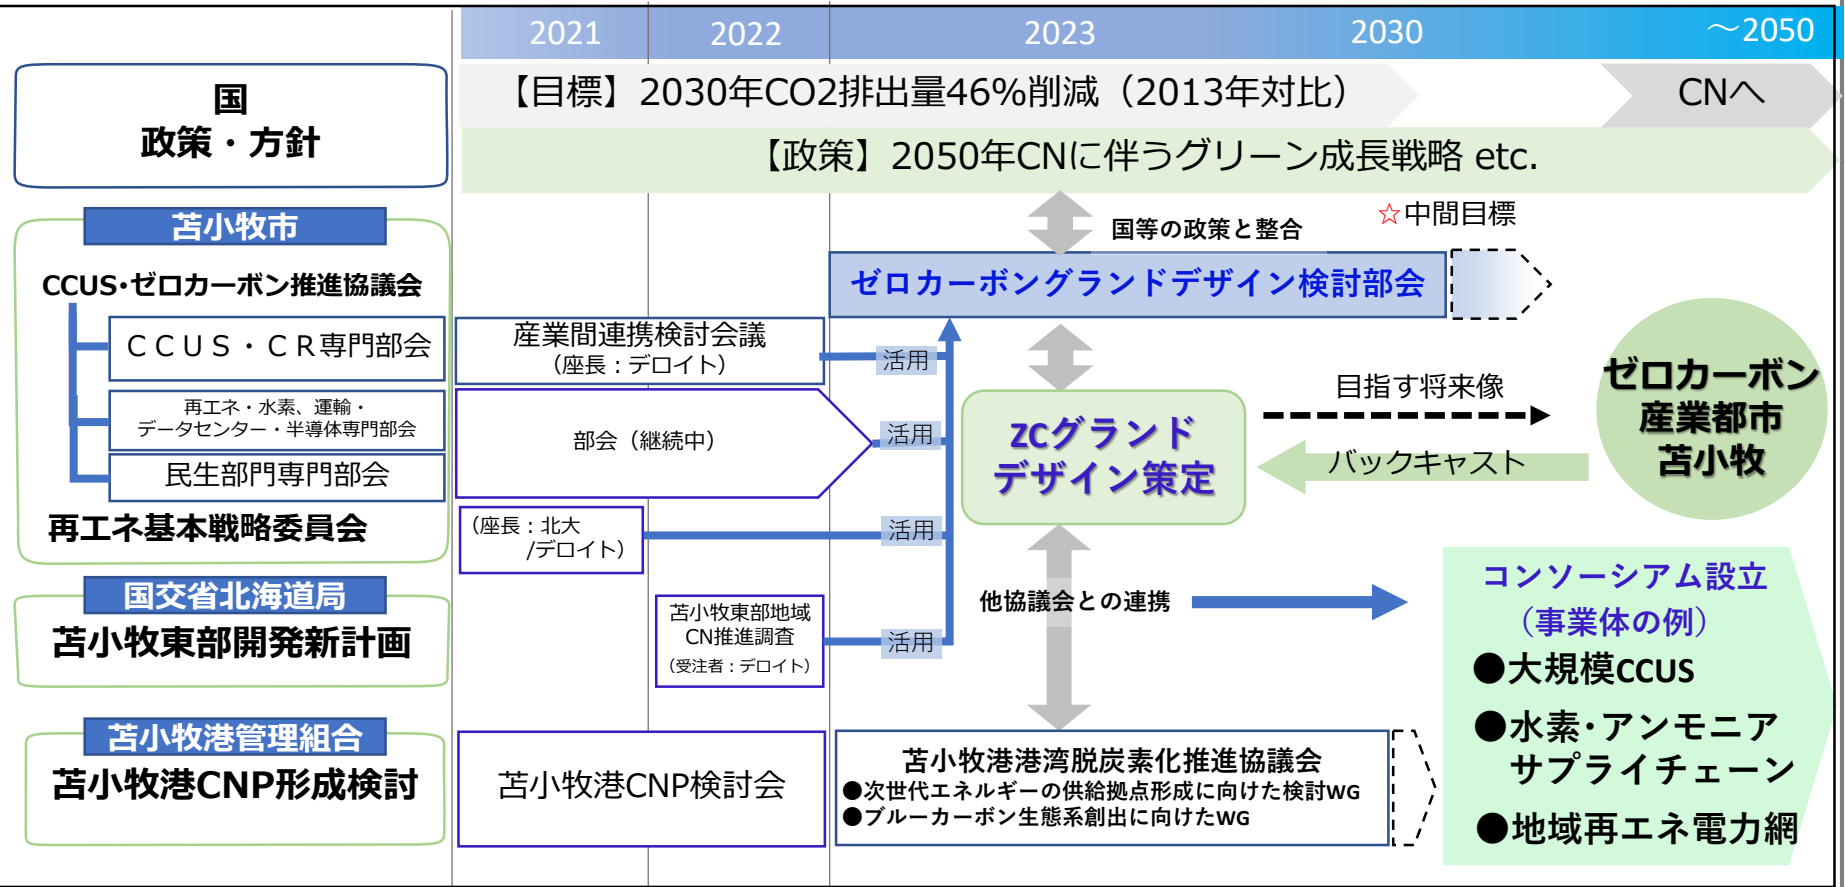 2021
2022
2023
2030
～2050
国
政策・方針
【目標】2030年CO2排出量46%削減（2013年対比）
CNへ
【政策】2050年CNに伴うグリーン成長戦略 etc.
苫小牧市
国等の政策と整合
☆中間目標
CCUS・ゼロカーボン推進協議会
ゼロカーボングランドデザイン検討部会
ＣＣＵＳ・ＣＲ専門部会
産業間連携検討会議
（座長：デロイト）
活用
再エネ・水素、運輸・
データセンター・半導体専門部会
部会（継続中）
活用
民生部門専門部会
ZCグランド
デザイン策定
目指す将来像
バックキャスト
ゼロカーボン
産業都市
苫小牧
再エネ基本戦略委員会
（座長：北大
/デロイト）
活用
国交省北海道局
苫小牧東部開発新計画
苫小牧東部地域
CN推進調査
（受注者：デロイト）
活用
他協議会との連携
コンソーシアム設立
（事業体の例）
●大規模CCUS
●水素・アンモニア
サプライチェーン
●地域再エネ電力網
苫小牧港管理組合
苫小牧港CNP形成検討
苫小牧港CNP検討会
苫小牧港港湾脱炭素化推進協議会
●次世代エネルギーの供給拠点形成に向けた検討WG
●ブルーカーボン生態系創出に向けたWG